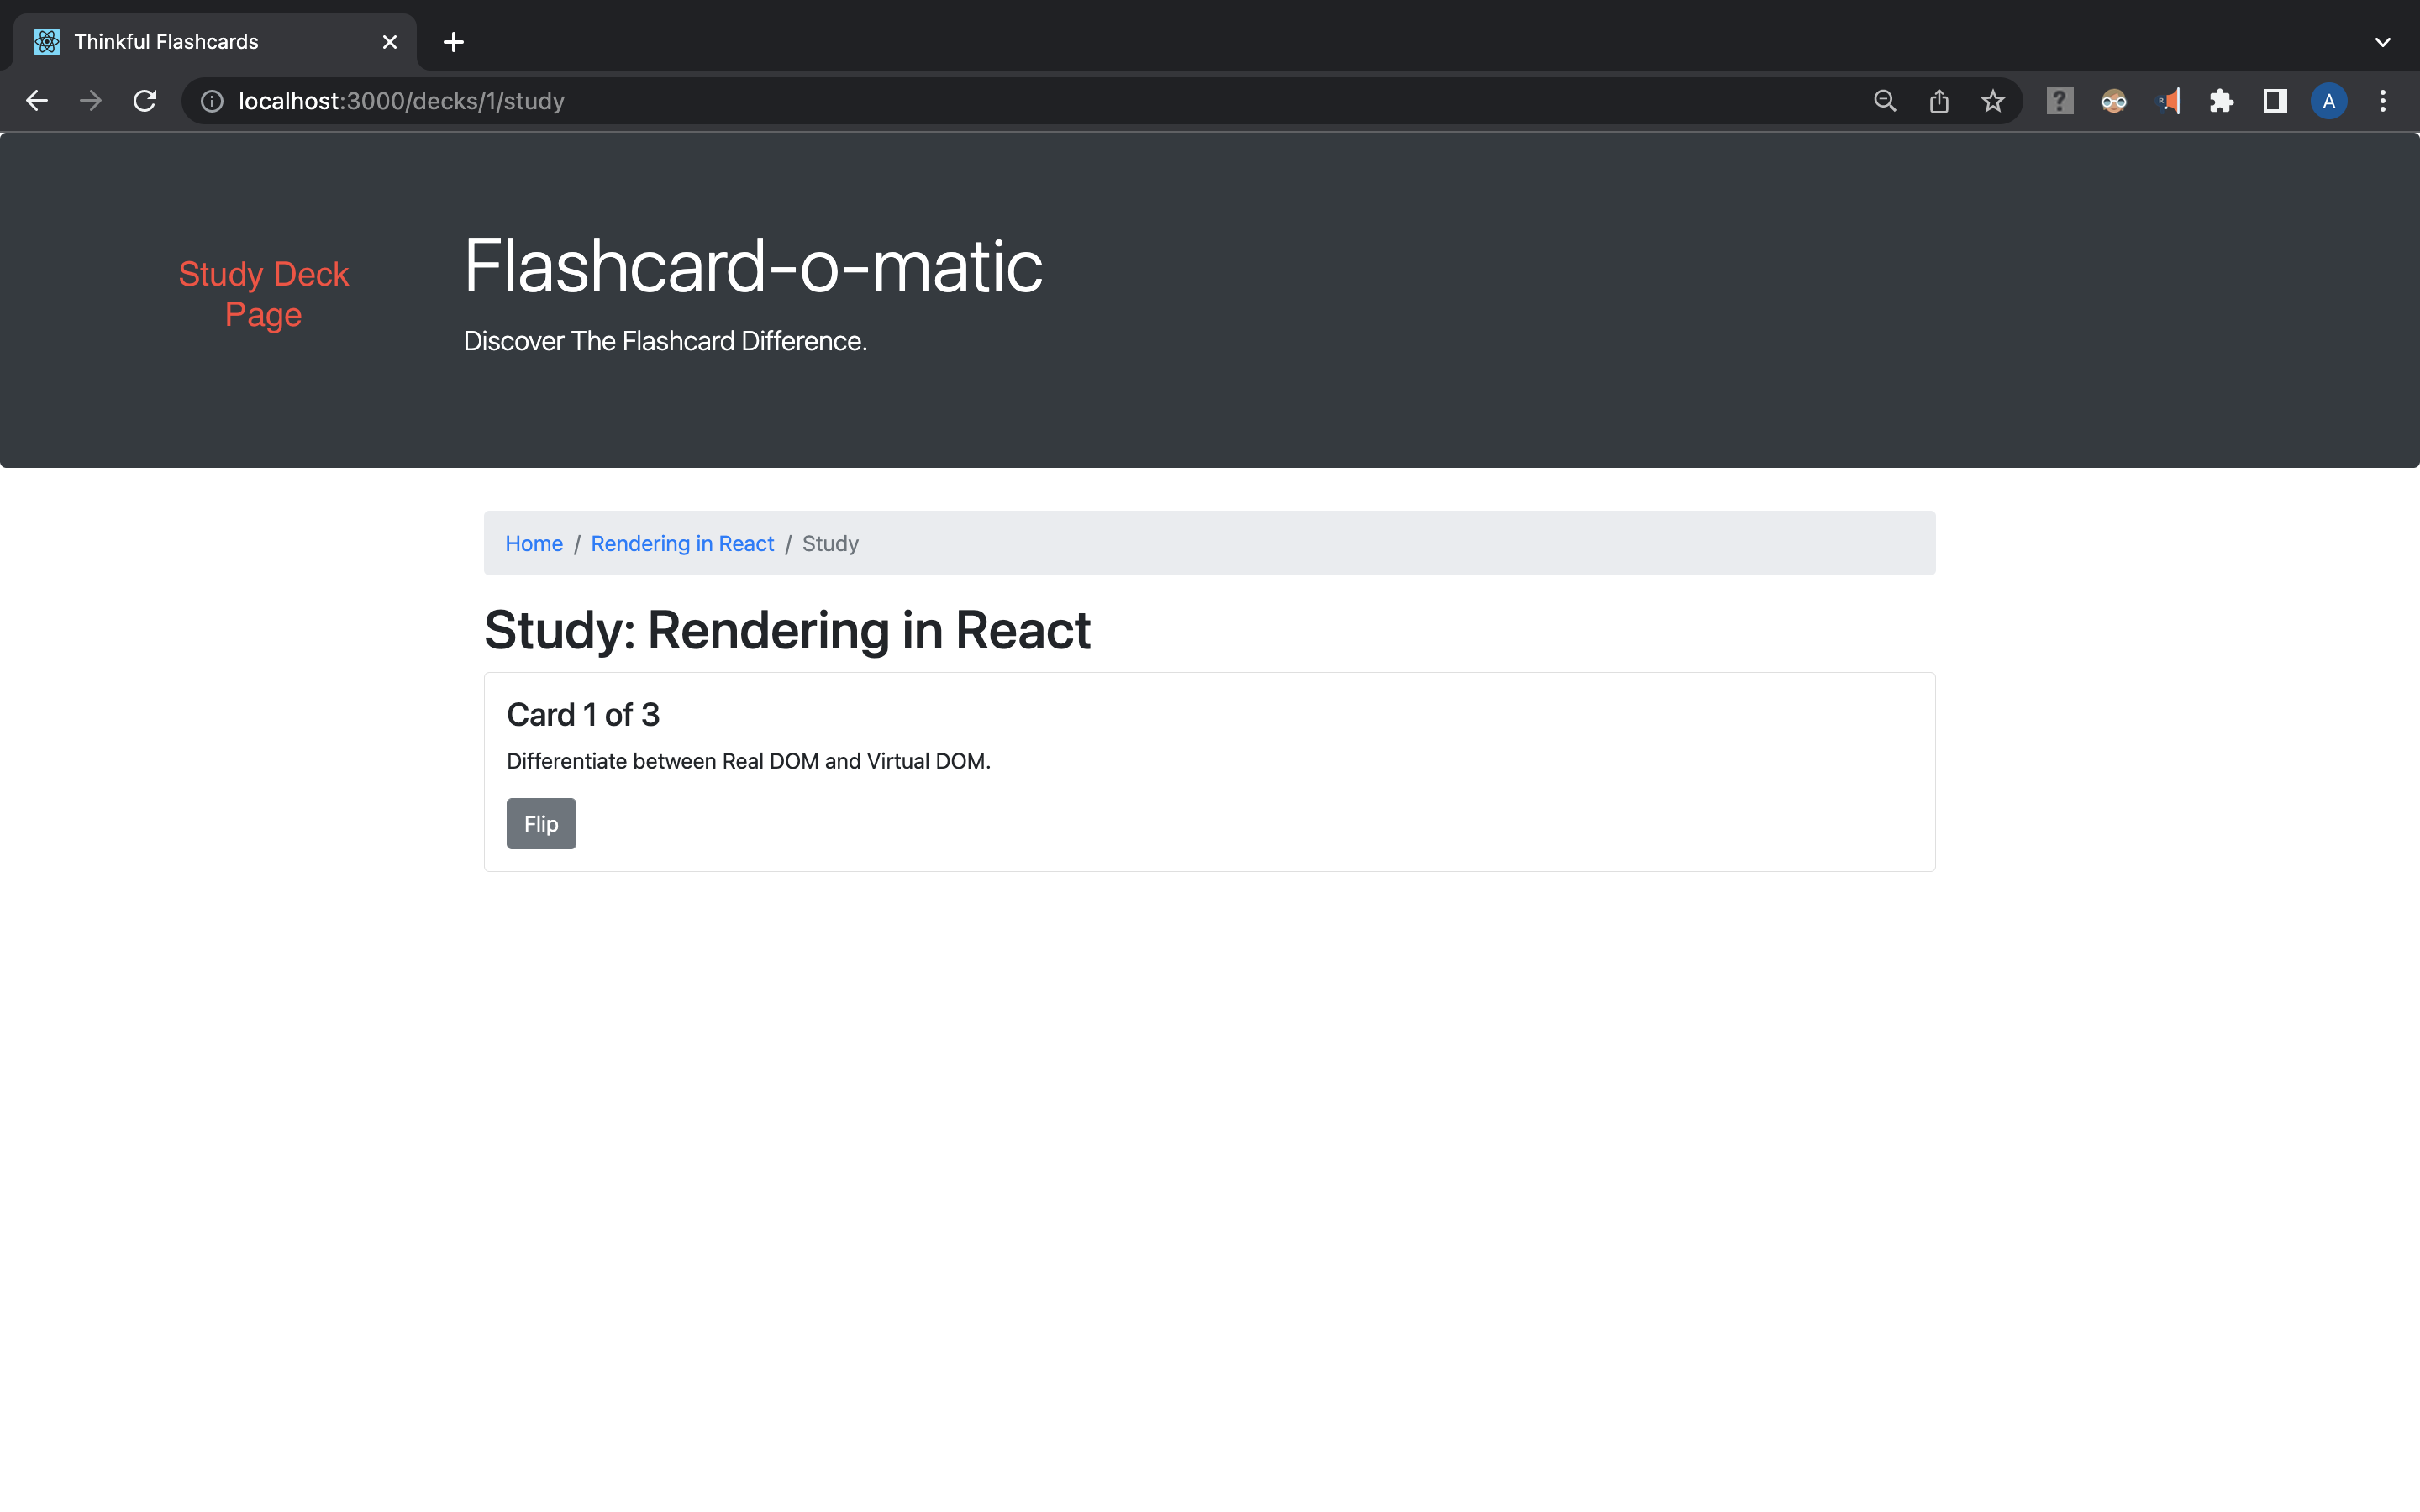 Thinkful Flashcards
localhost:3000/decks/1/study
A
Study Deck
Page
Flashcard-o-matic
Discover The Flashcard Difference.
Home / Rendering in React / Study
Study: Rendering in React
Card 1 of 3
Differentiate between Real DOM and Virtual DOM.
Flip